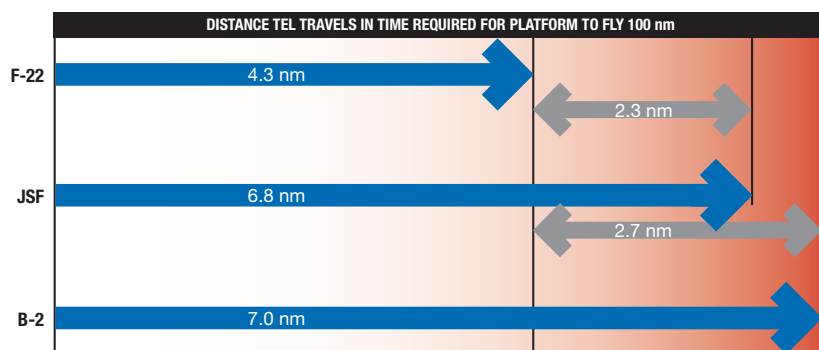 DISTANCE TEL TRAVELS IN TIME REQUIRED FOR PLATFORM TO FLY 100 nm
F-22
4.3 nm
2.3 nm
JSF
6.8 nm
2.7 nm
B-2
7.0 nm